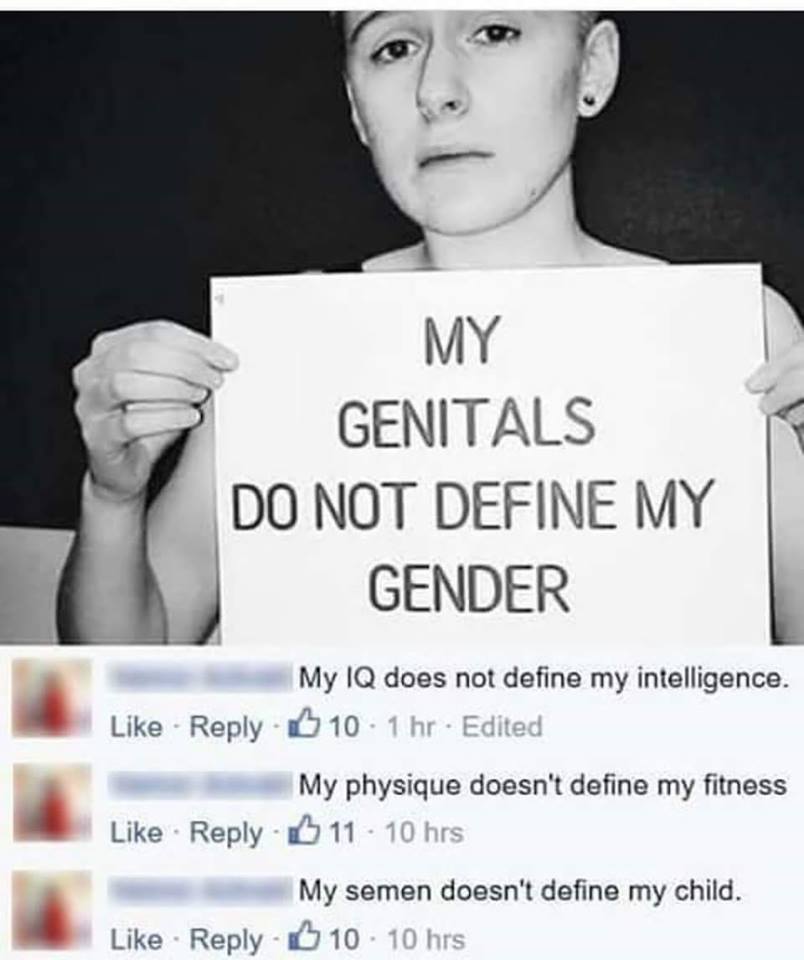 MY
GENITALS
DO NOT DEFINE MY
GENDER
My IQ does not define my intelligence.
Like · Reply · 10 · 1 hr · Edited
My physique doesn't define my fitness
Like · Reply · 11 · 10 hrs
My semen doesn't define my child.
Like · Reply · 10 · 10 hrs